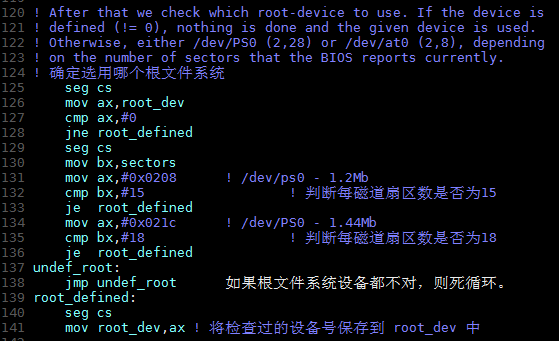 120 ! After that we check which root-device to use. If the device is
121 ! defined (!= 0), nothing is done and the given device is used.
122 ! Otherwise, either /dev/PS0 (2,28) or /dev/at0 (2,8), depending
123 ! on the number of sectors that the BIOS reports currently.
124 ! 确定选用哪个根文件系统
125     seg cs
126     mov ax,root_dev
127     cmp ax,#0
128     jne root_defined
129     seg cs
130     mov bx,sectors
131     mov ax,#0x0208      ! /dev/ps0 - 1.2Mb
132     cmp bx,#15              ! 判断每磁道扇区数是否为15
133     je  root_defined
134     mov ax,#0x021c      ! /dev/PS0 - 1.44Mb
135     cmp bx,#18              ! 判断每磁道扇区数是否为18
136     je  root_defined
137 undef_root:
138     jmp undef_root      如果根文件系统设备都不对，则死循环。
139 root_defined:
140     seg cs
141     mov root_dev,ax ! 将检查过的设备号保存到 root_dev 中